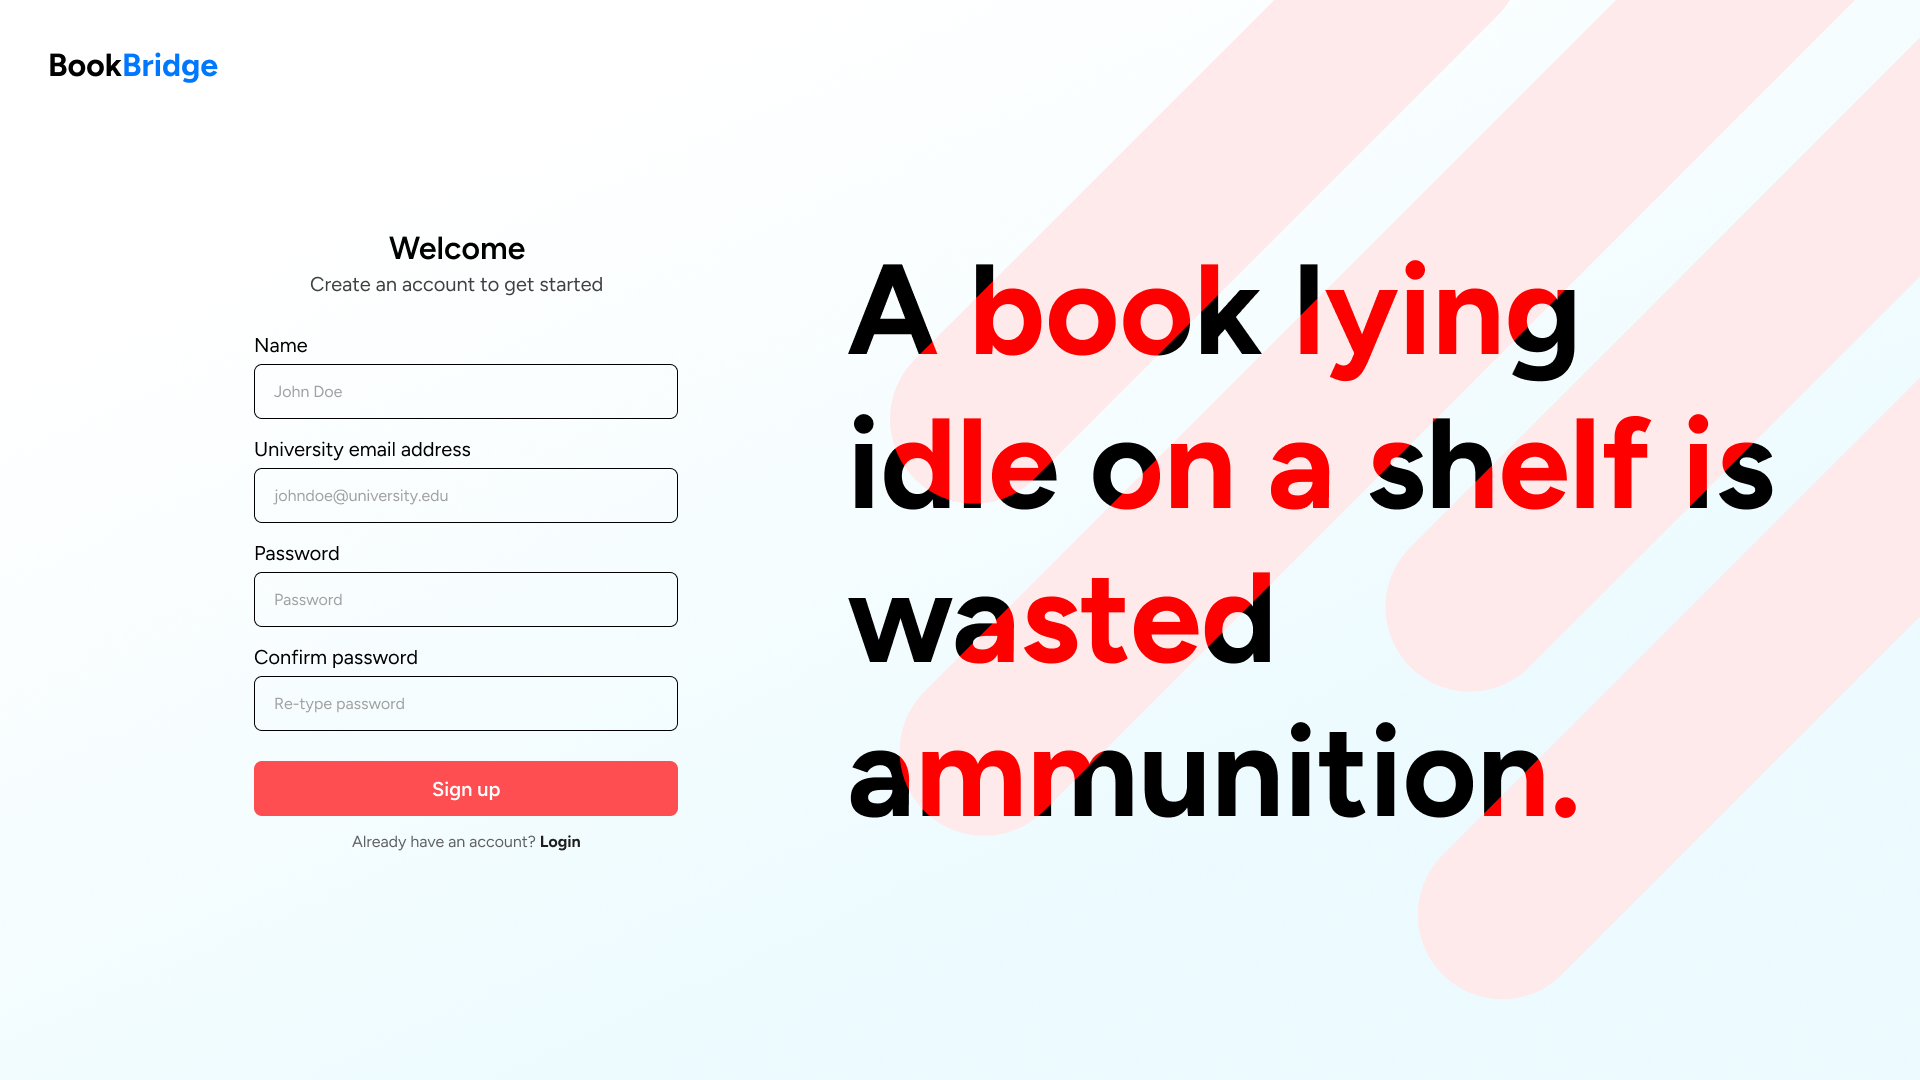 BookBridge
Welcome
Create an account to get started
Name
John Doe
University email address
johndoe@university.edu
Password
Password
Confirm password
Re-type password
Sign up
Already have an account? Login
A book lying
idle on a shelf is
wasted
ammunition.